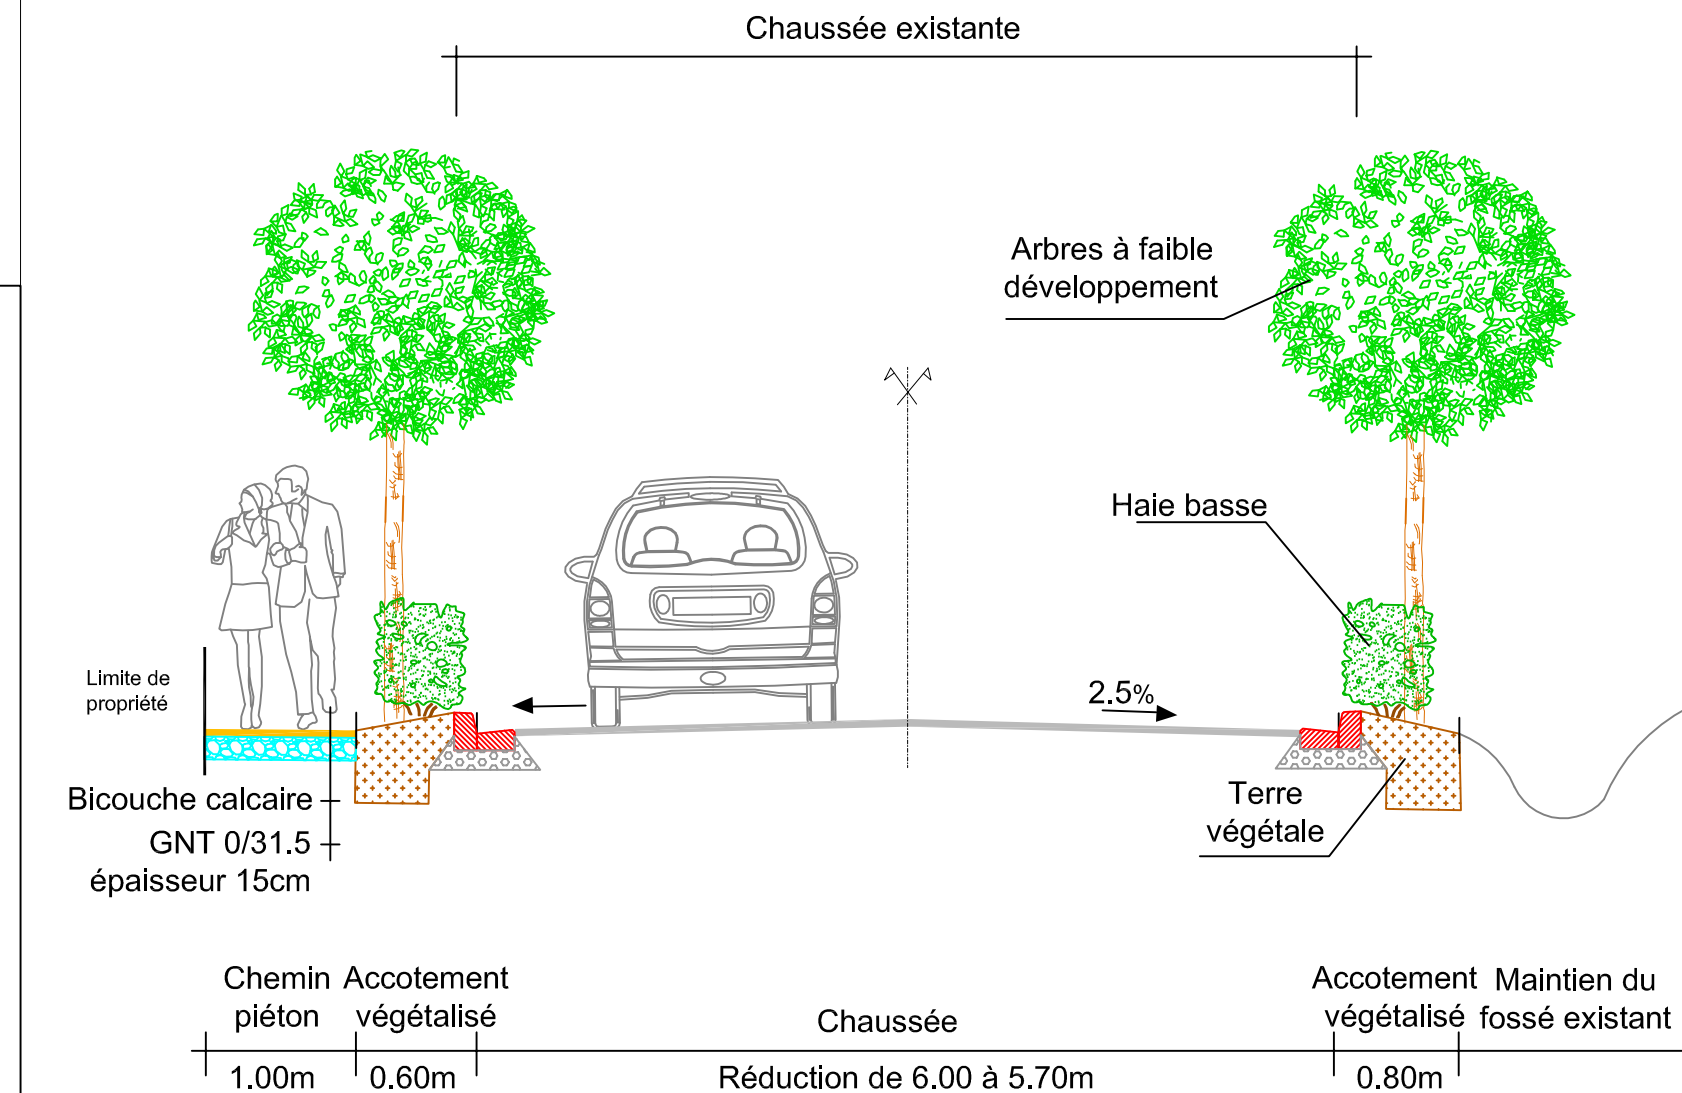 Chaussée existante
Arbres à faible
développement
Haie basse
Limite de
propriété
2.5%
Bicouche calcaire
GNT 0/31.5
épaisseur 15cm
Terre
végétale
Chemin
piéton
Accotement
végétalisé
Chaussée
Accotement
végétalisé
Maintien du
fossé existant
1.00m
0.60m
Réduction de 6.00 à 5.70m
0.80m